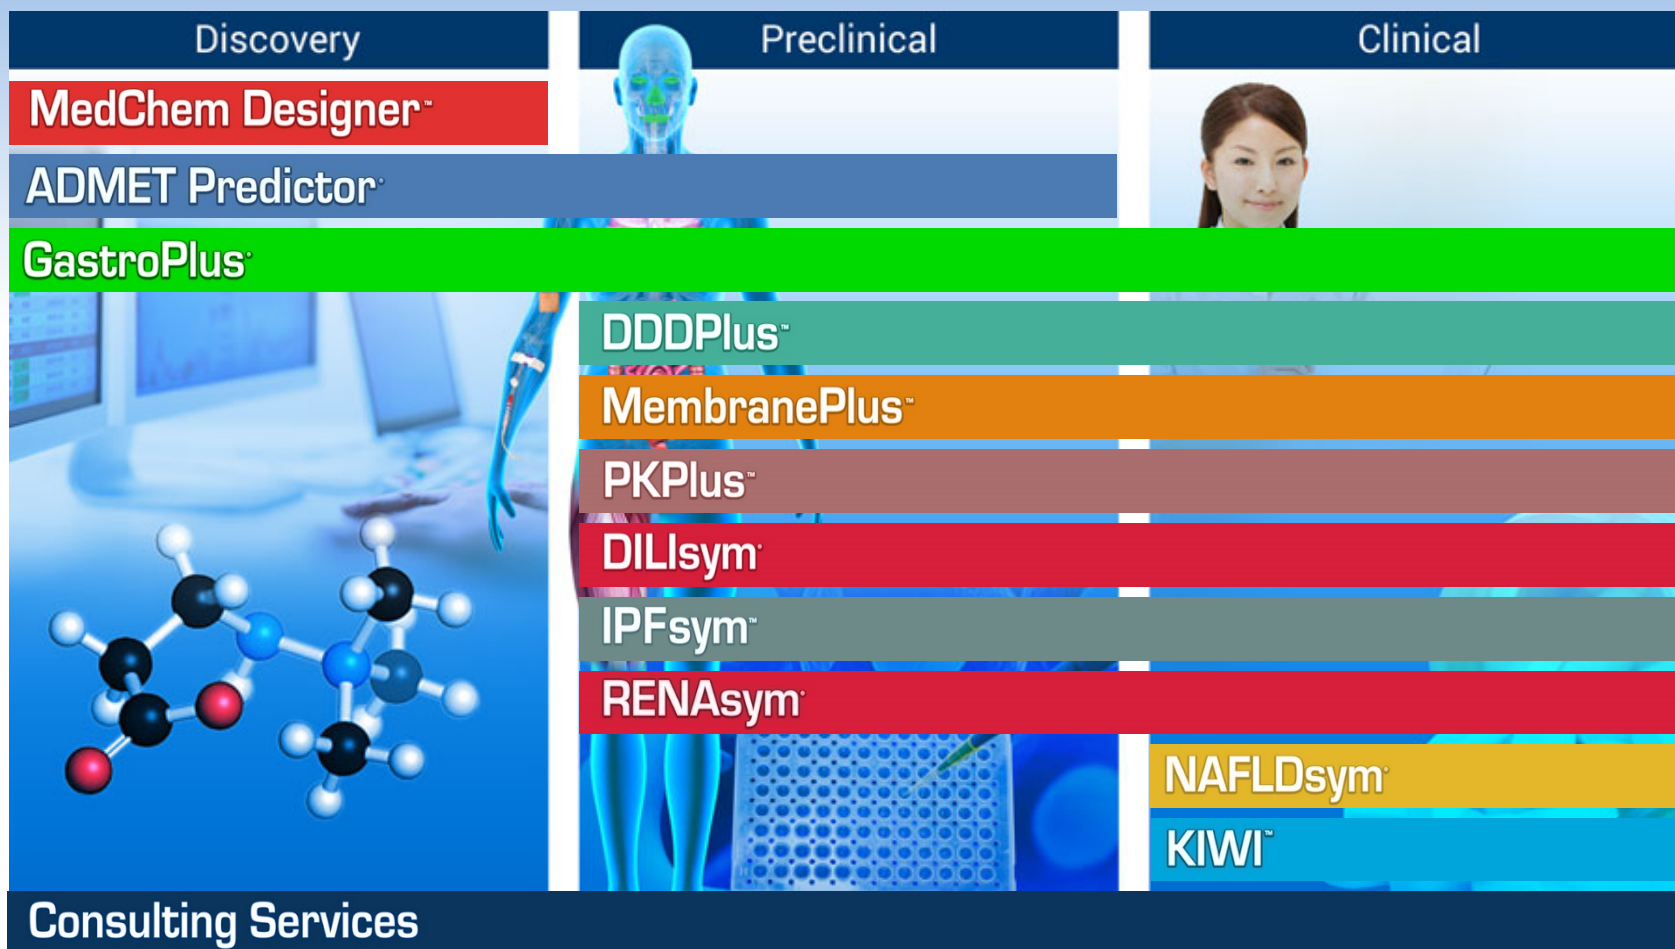 Discovery
Preclinical
Clinical
MedChem Designer™
ADMET Predictor®
GastroPlus®
DDDPlus™
MembranePlus™
PKPlus™
DILIsym®
IPFsym™
RENAsym®
NAFLDsym®
KIWI™
Consulting Services